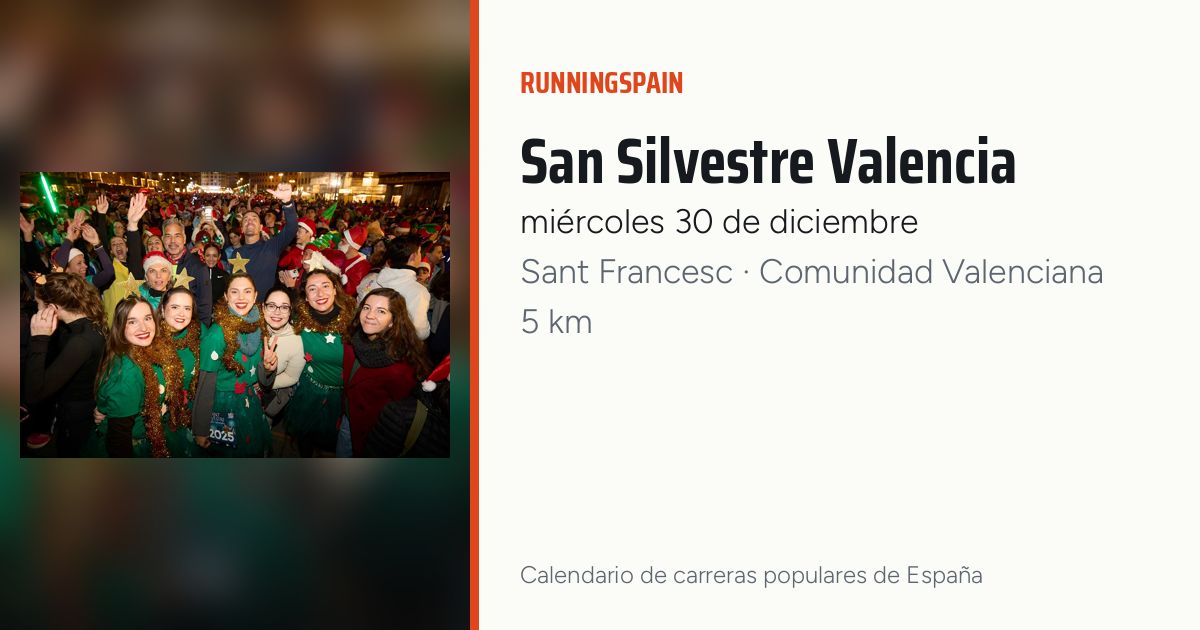 RUNNINGSPAIN
San Silvestre Valencia
miércoles 30 de diciembre
Sant Francesc · Comunidad Valenciana
5 km
2025
Calendario de carreras populares de España